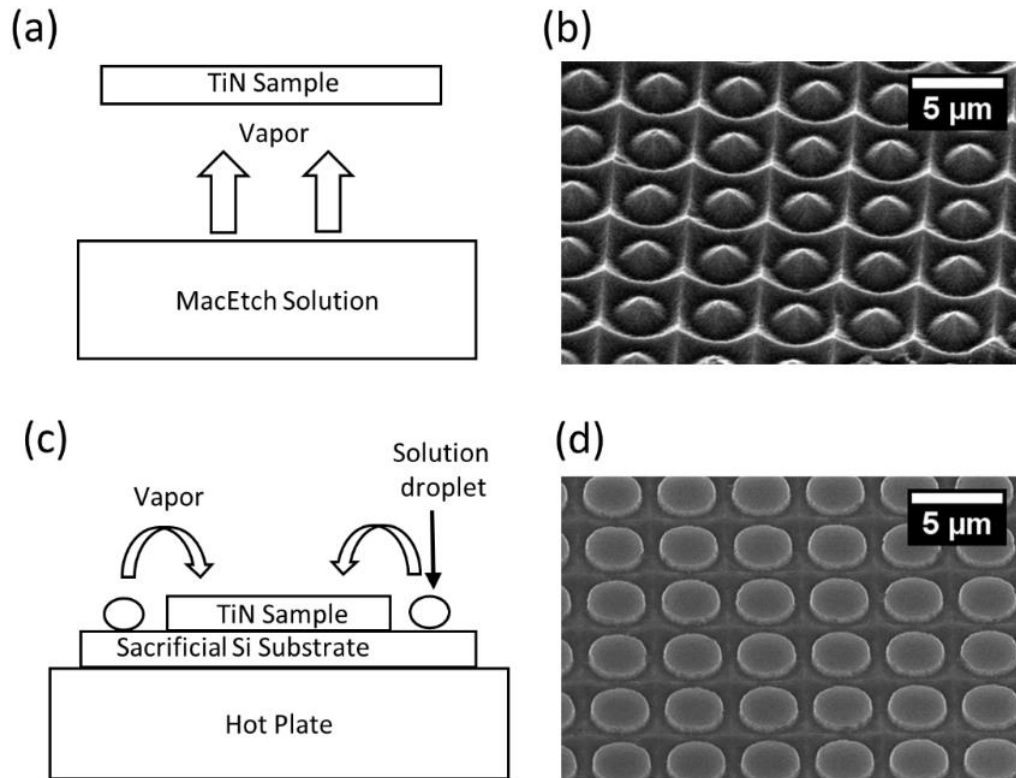 (a)
TiN Sample
Vapor
MacEtch Solution
(b)
5 µm
(c)
Solution
droplet
Vapor
TiN Sample
Sacrificial Si Substrate
Hot Plate
(d)
5 µm